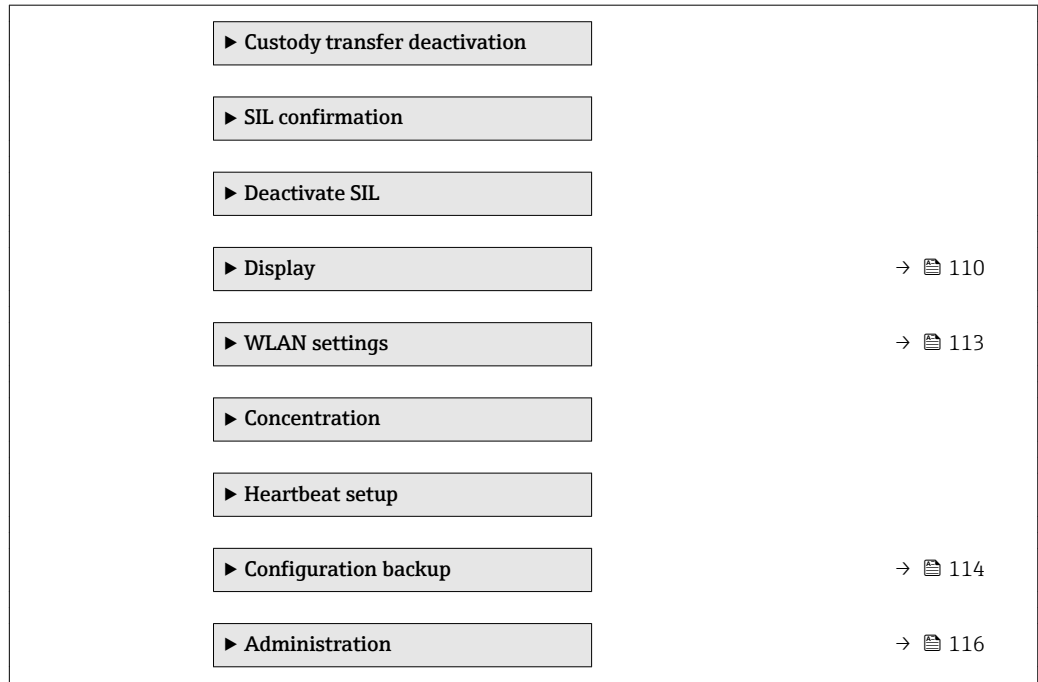 ▶ Custody transfer deactivation
▶ SIL confirmation
▶ Deactivate SIL
▶ Display → 110
▶ WLAN settings → 113
▶ Concentration
▶ Heartbeat setup
▶ Configuration backup → 114
▶ Administration → 116